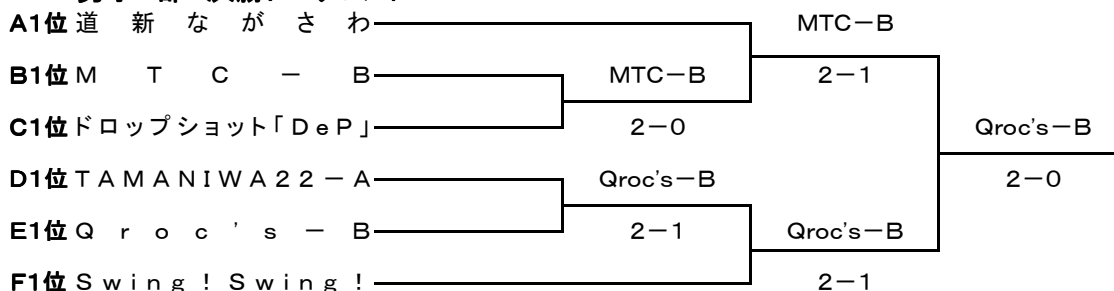 A1位 道新ながさわ MTC－B
B1位 MTC－B MTC－B 2－1
C1位 ドロップショット「DeP」 2－0 Qroc's－B
D1位 TAMANIWA22－A Qroc's－B 2－0
E1位 Qroc's－B 2－1 Qroc's－B
F1位 Swing！Swing！ 2－1